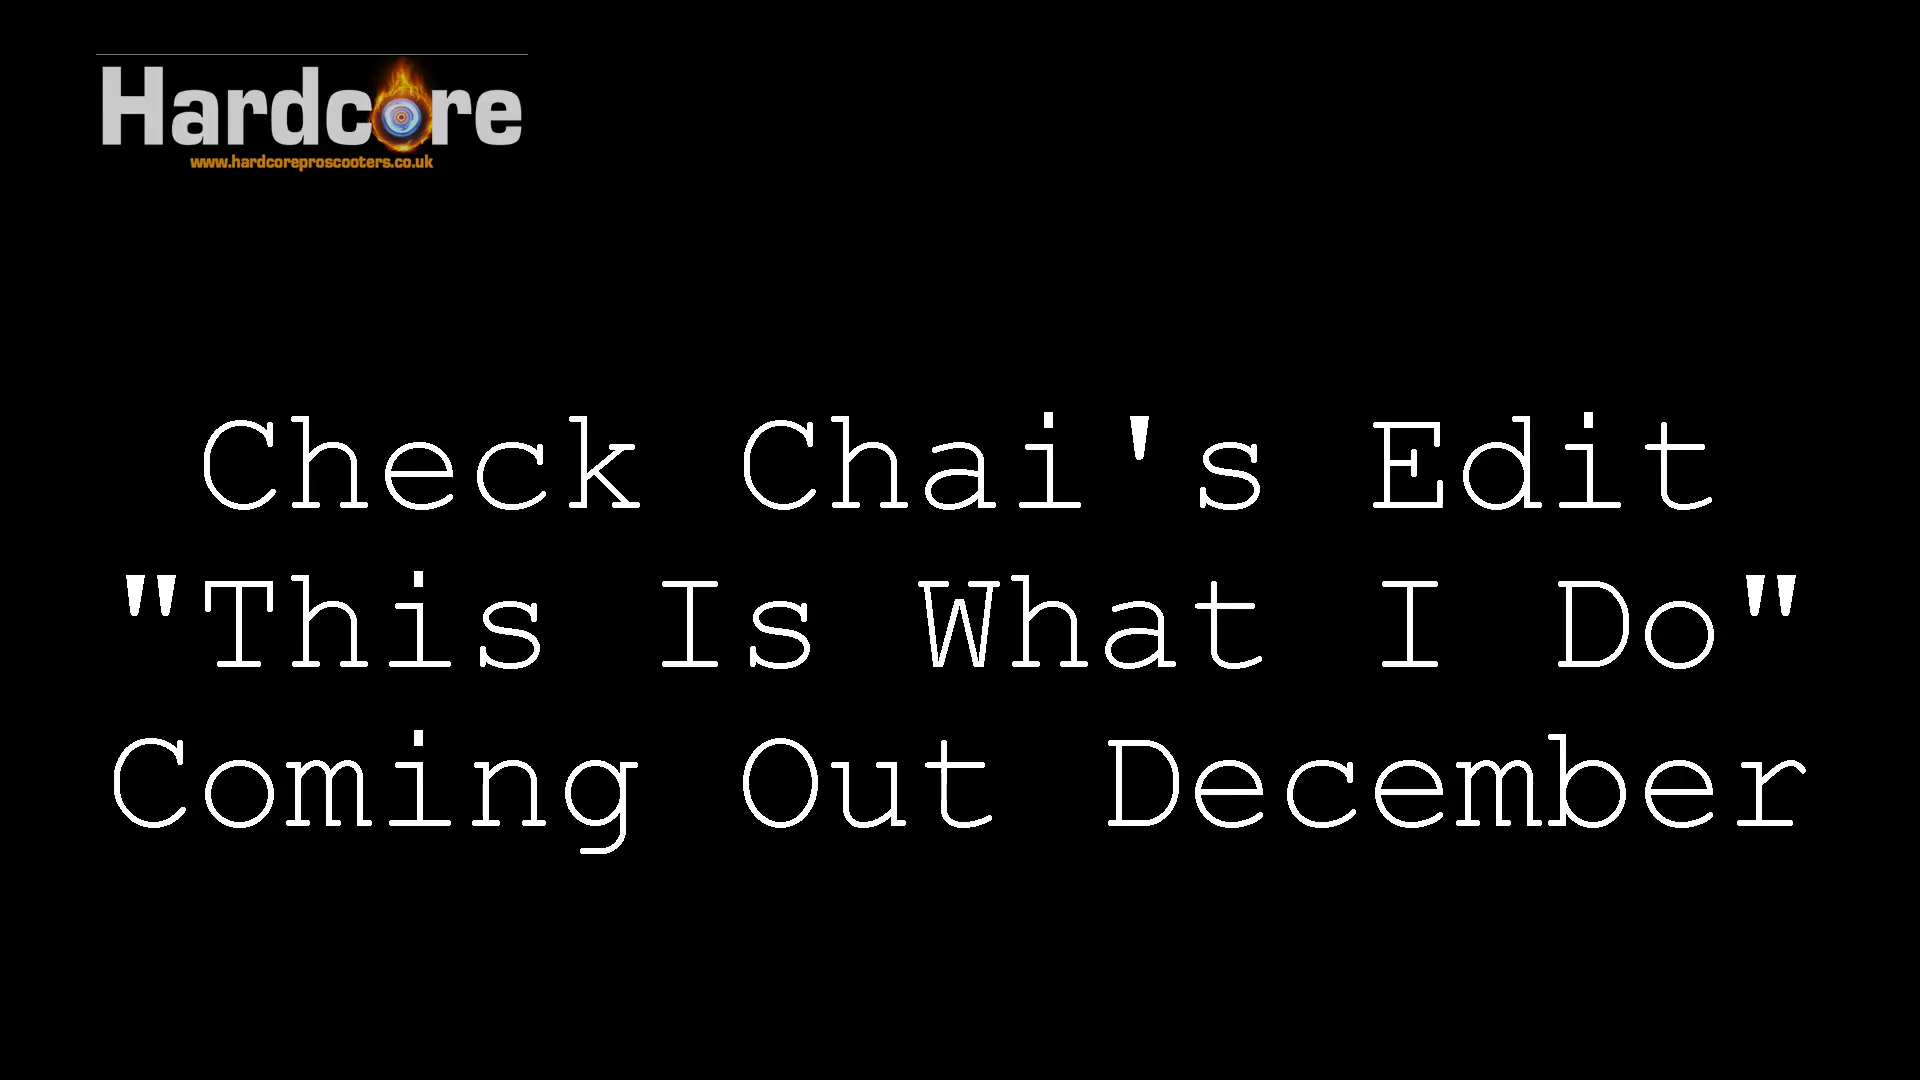 Hardcore
www.hardcoreproscooters.co.uk
Check Chai's Edit
"This Is What I Do"
Coming Out December